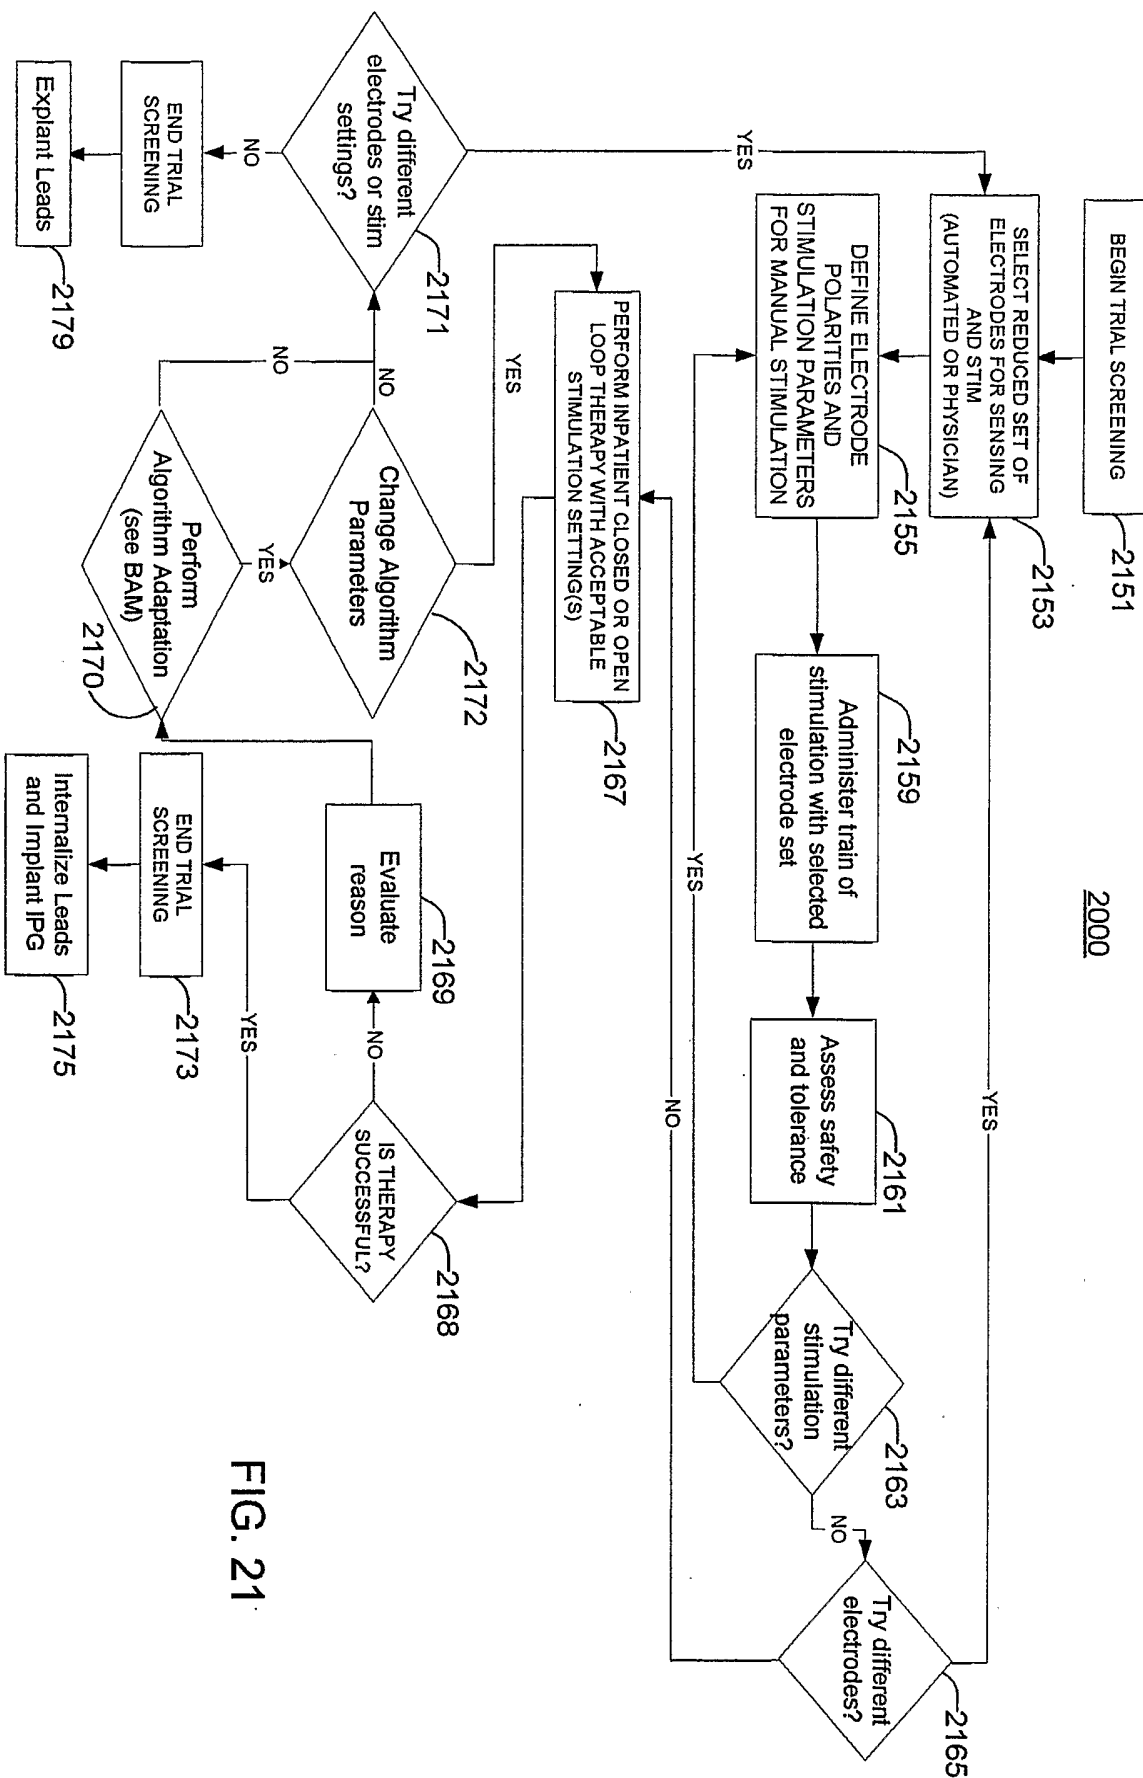 2000
BEGIN TRIAL SCREENING
2151
SELECT REDUCED SET OF
ELECTRODES FOR SENSING
AND STIM
(AUTOMATED OR PHYSICIAN)
2153
YES
YES
DEFINE ELECTRODE
POLARITIES AND
STIMULATION PARAMETERS
FOR MANUAL STIMULATION
2155
Administer train of
stimulation with selected
electrode set
2159
Assess safety
and tolerance
2161
Try different
stimulation
parameters?
2163
NO
Try different
electrodes?
2165
YES
NO
PERFORM INPATIENT CLOSED OR OPEN
LOOP THERAPY WITH ACCEPTABLE
STIMULATION SETTING(S)
2167
YES
Try different
electrodes or stim
settings?
2171
NO
Change Algorithm
Parameters
2172
NO
YES
Perform
Algorithm Adaptation
(see BAM)
2170
Evaluate
reason
2169
NO
IS THERAPY
SUCCESSFUL?
2168
NO
END TRIAL
SCREENING
Explant Leads
2179
YES
END TRIAL
SCREENING
2173
Internalize Leads
and Implant IPG
2175
FIG. 21